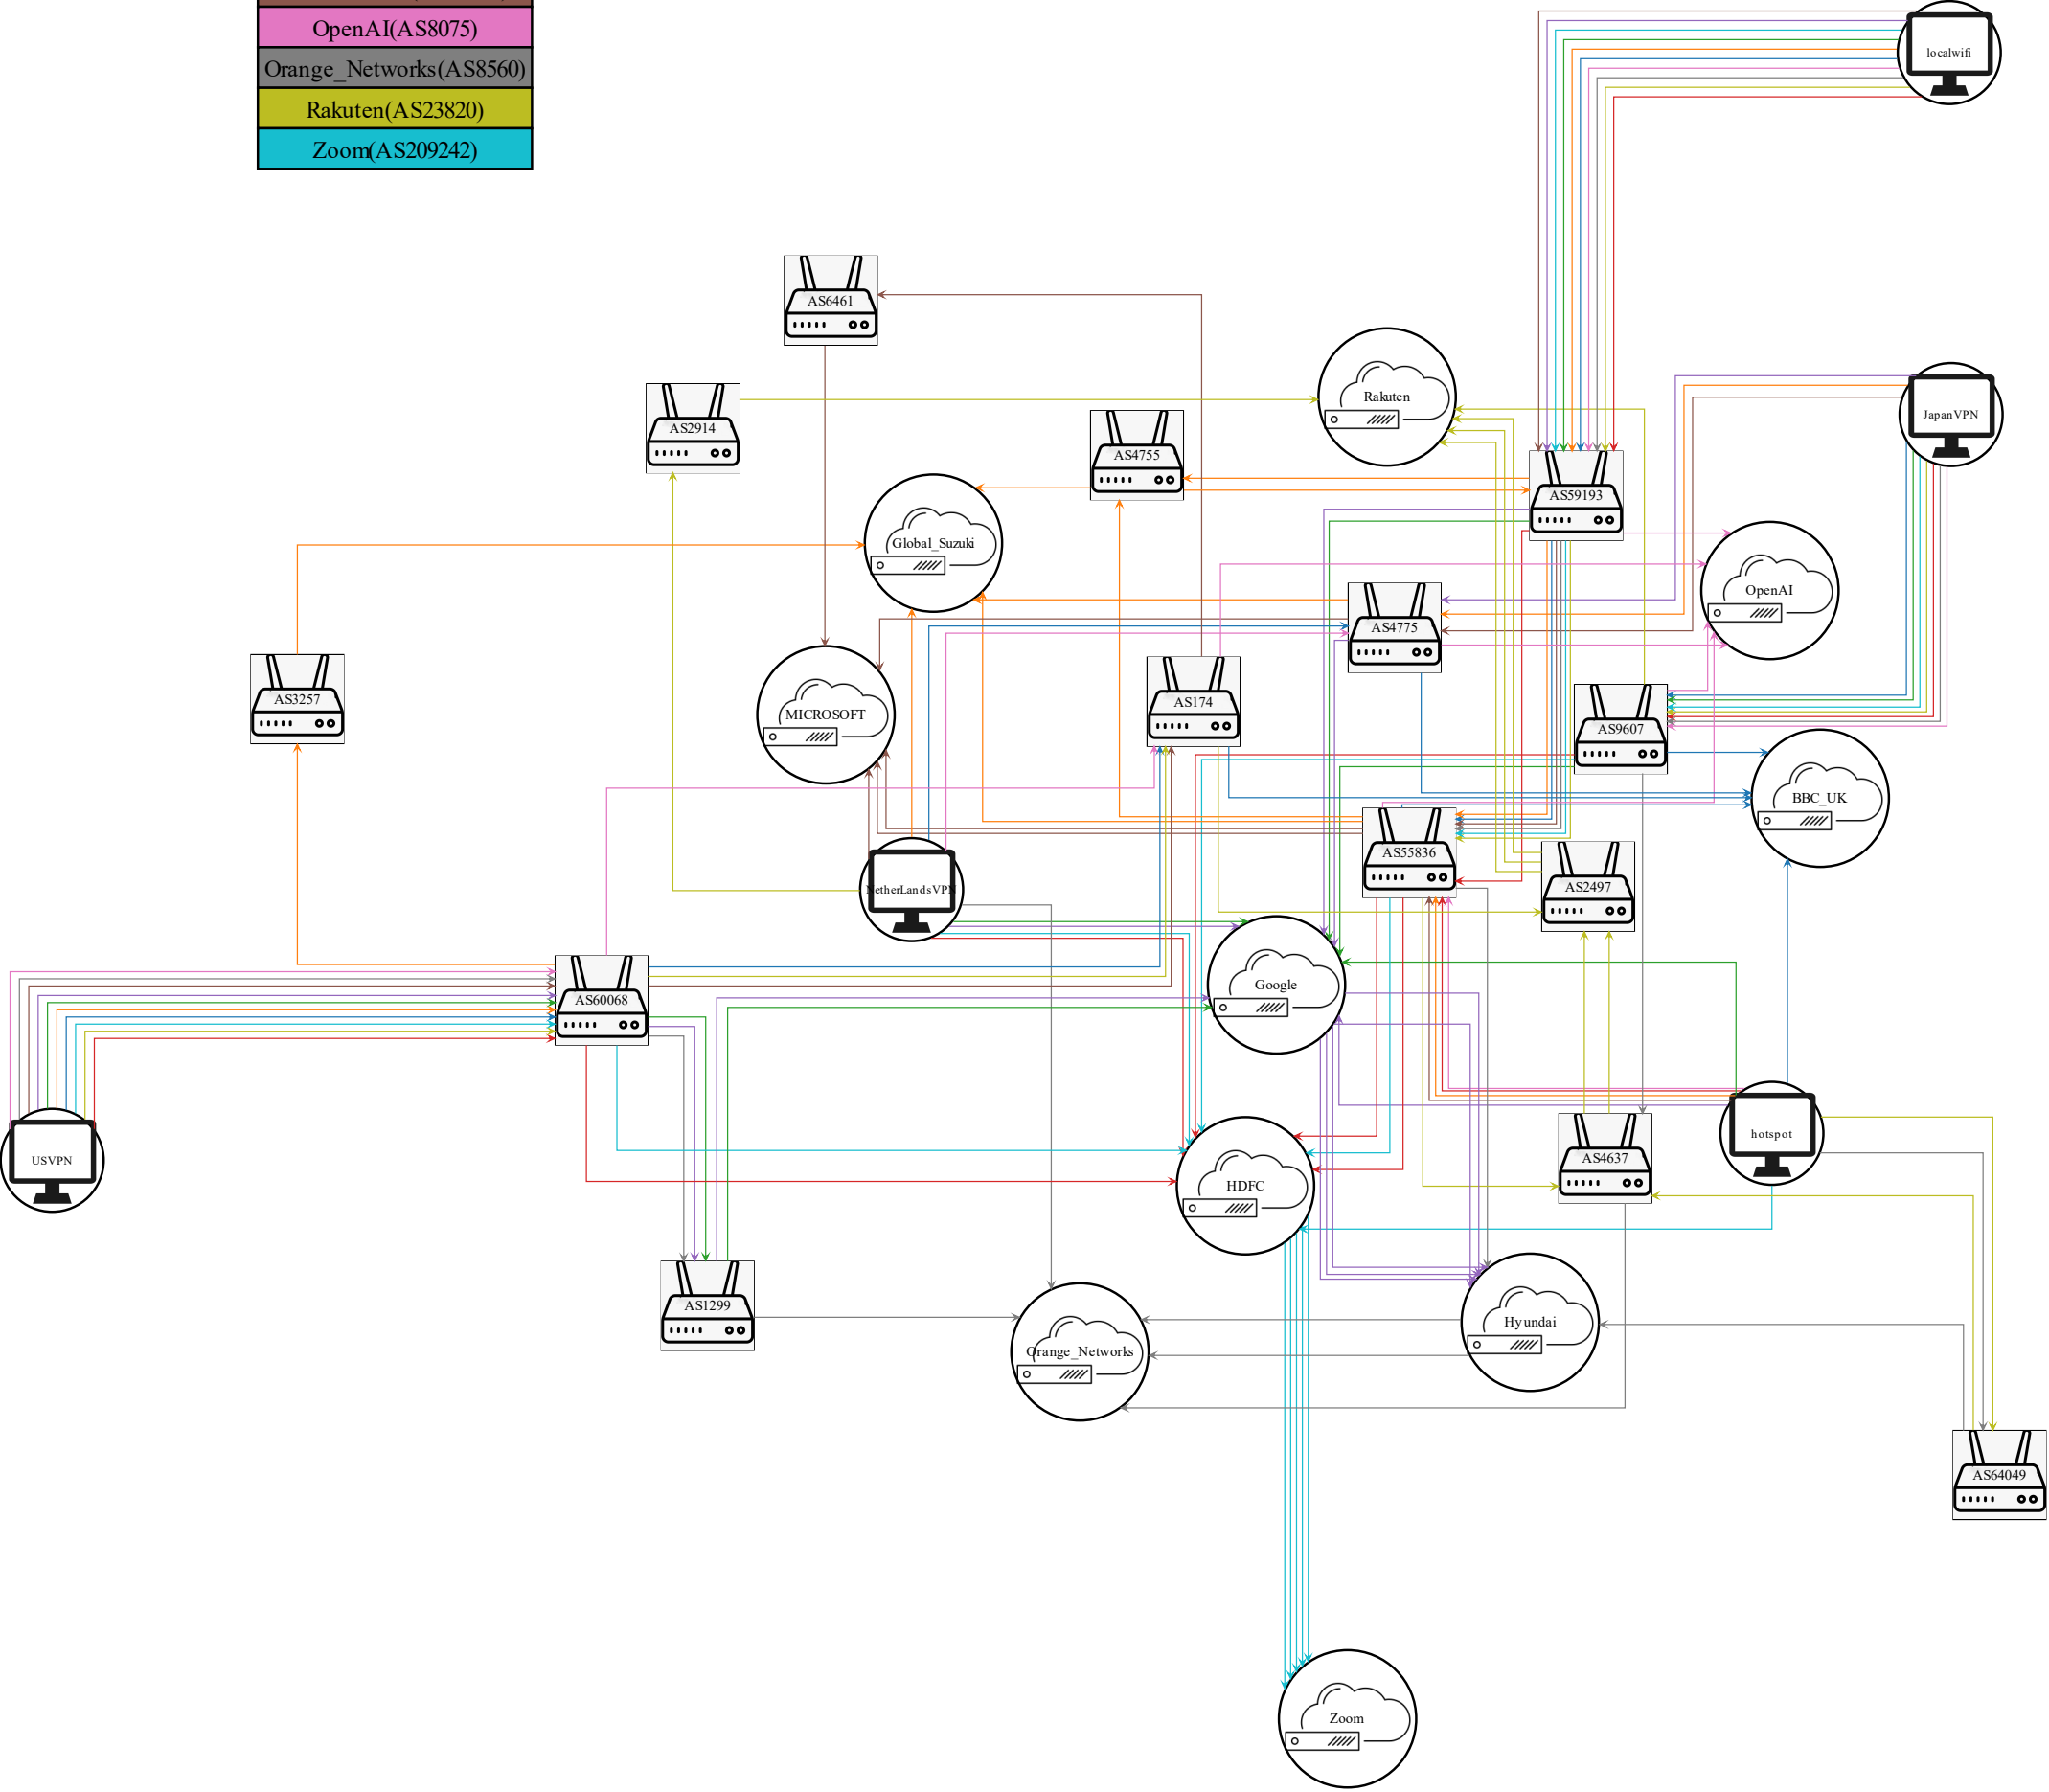 OpenAI(AS8075)
Orange_Networks(AS8560)
Rakuten(AS23820)
Zoom(AS209242)
localwifi
AS6461
Rakuten
JapanVPN
AS2914
AS4755
AS59193
Global_Suzuki
OpenAI
AS4775
AS3257
MICROSOFT
AS174
AS9607
BBC_UK
AS55836
NetherLandsVPN
AS2497
AS60068
Google
USVPN
hotspot
HDFC
AS4637
AS1299
Orange_Networks
Hyundai
AS64049
Zoom